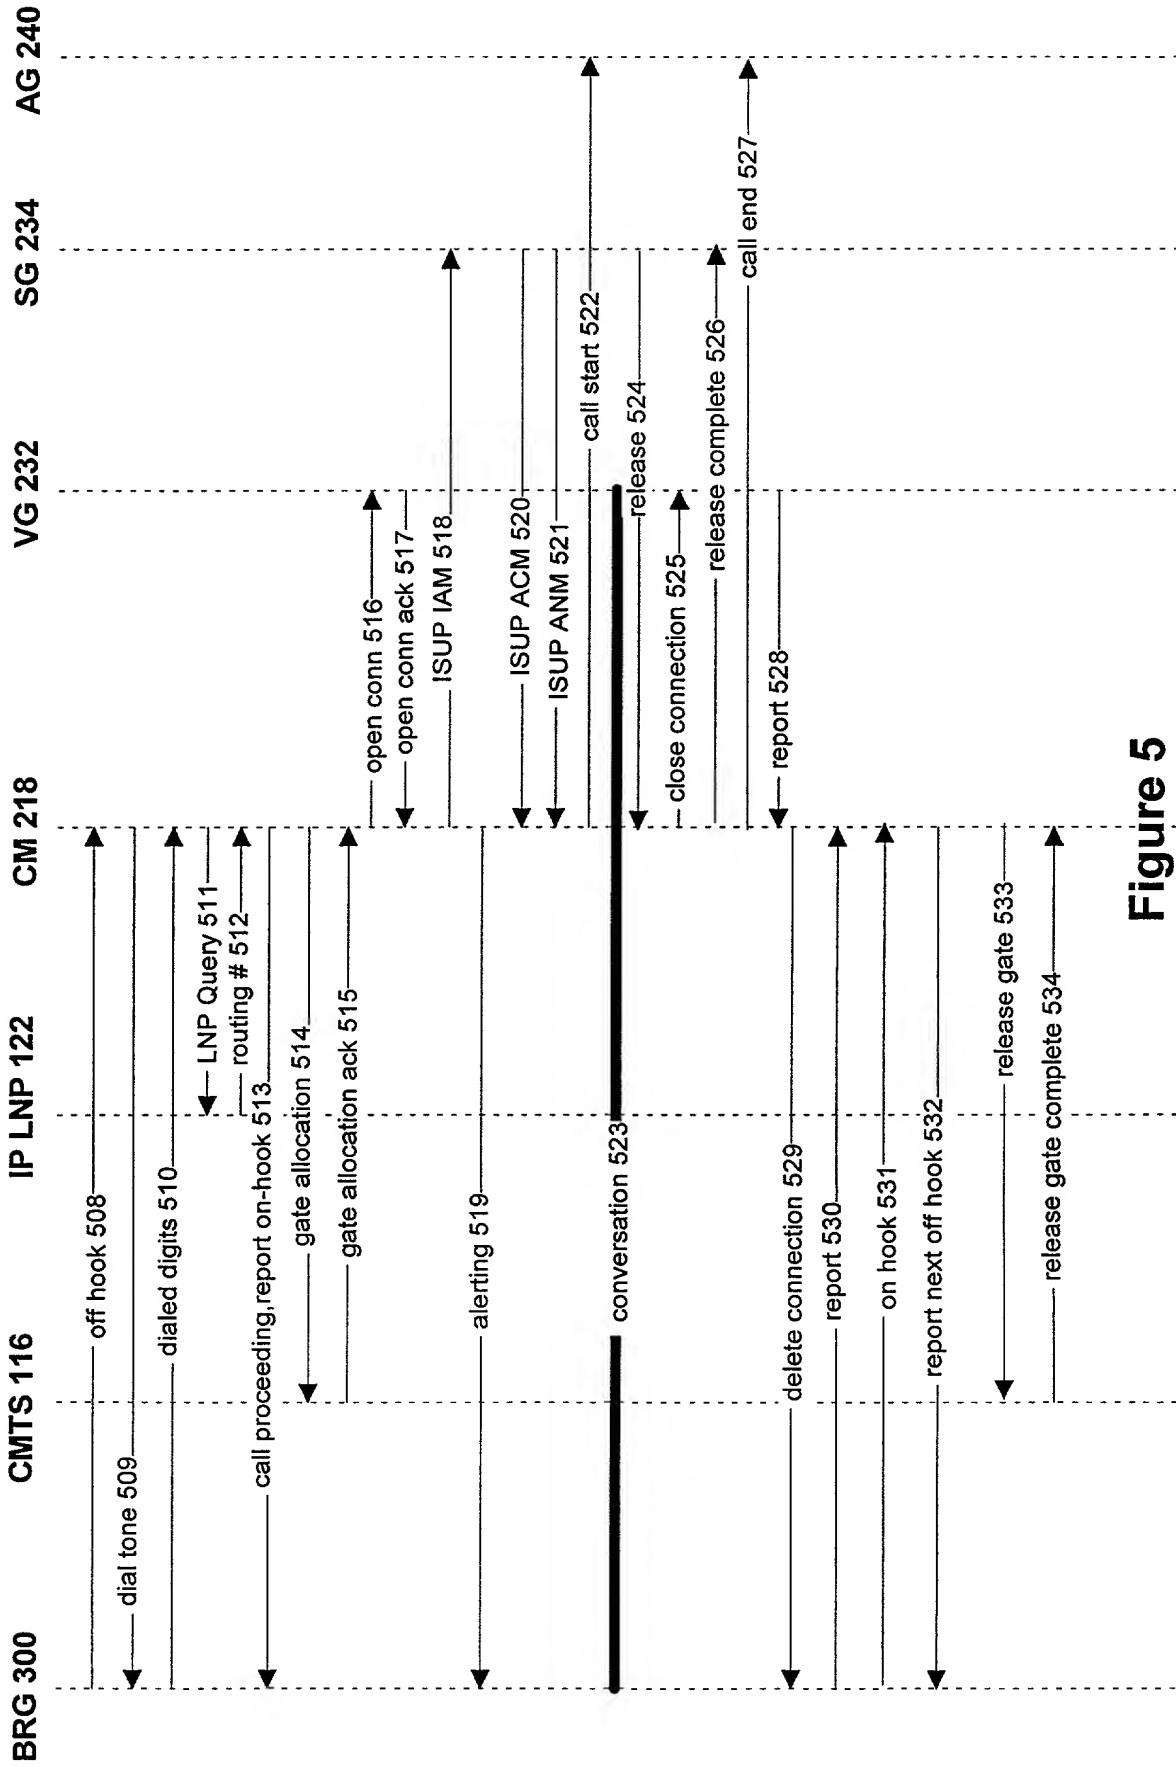 BRG 300
CMTS 116
IP LNP 122
CM 218
VG 232
SG 234
AG 240
off hook 508
dial tone 509
dialed digits 510
LNP Query 511
routing # 512
call proceeding,report on-hook 513
gate allocation 514
gate allocation ack 515
open conn 516
open conn ack 517
ISUP IAM 518
alerting 519
ISUP ACM 520
ISUP ANM 521
call start 522
conversation 523
release 524
close connection 525
release complete 526
call end 527
report 528
delete connection 529
report 530
on hook 531
report next off hook 532
release gate 533
release gate complete 534
Figure 5